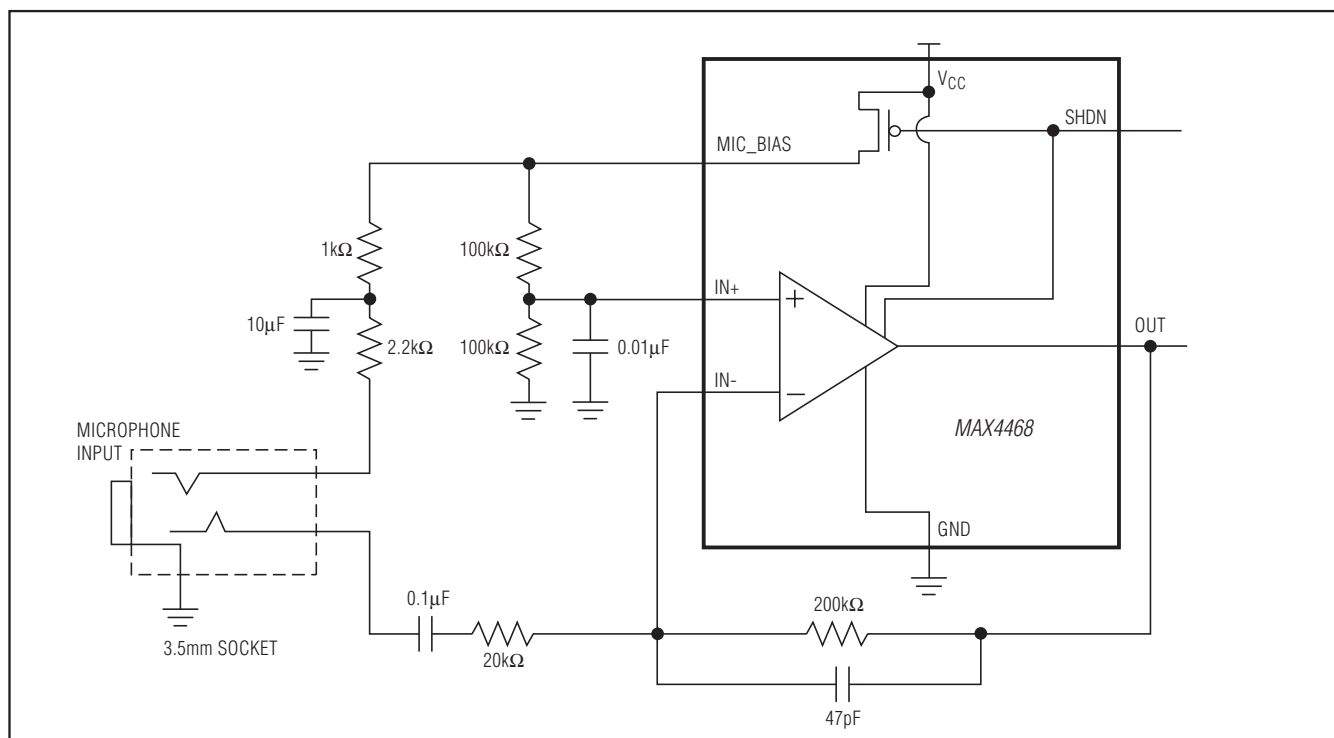 VCC
SHDN
MIC_BIAS
1kΩ
100kΩ
IN+
10μF
2.2kΩ
100kΩ
0.01μF
OUT
IN-
MICROPHONE
INPUT
MAX4468
GND
0.1μF
200kΩ
3.5mm SOCKET
20kΩ
47pF
+
−